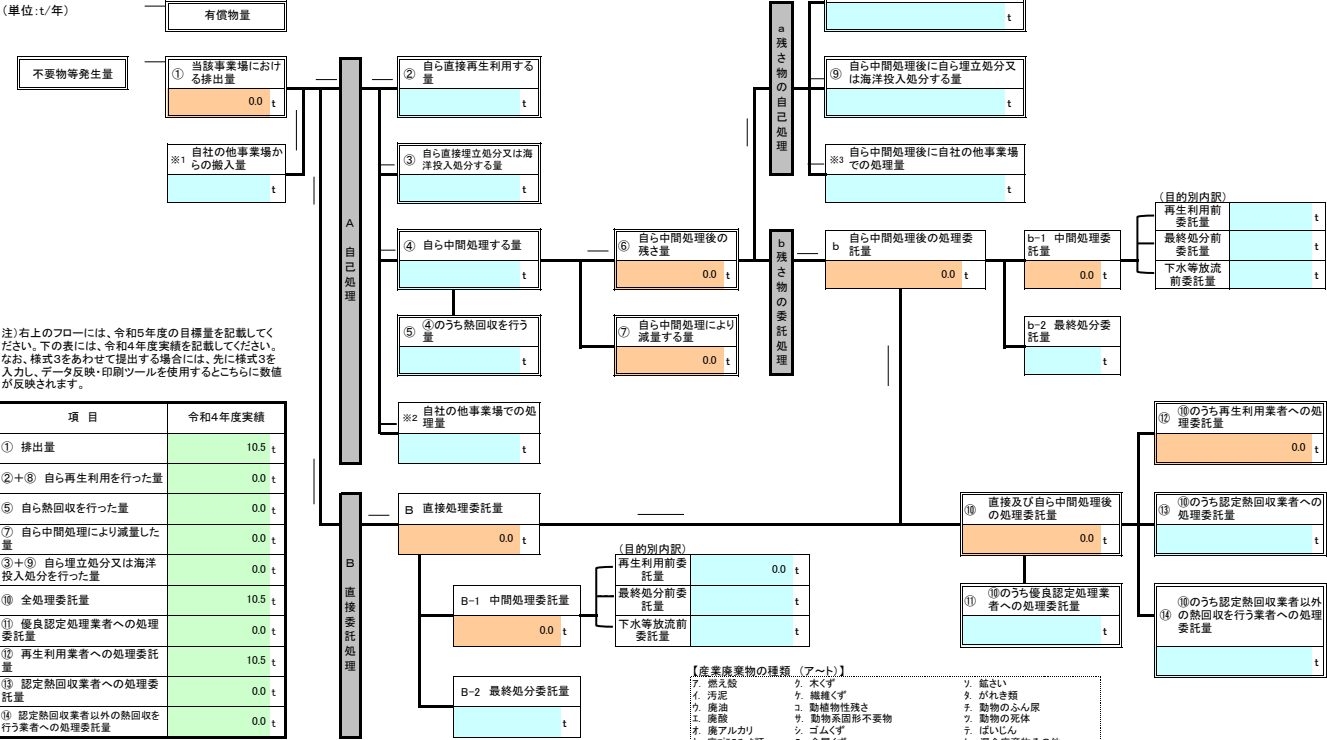 (単位:t/年)
有償物量
t
不要物等発生量
① 当該事業場におけ
る排出量
0.0 t
※1 自社の他事業場か
らの搬入量
t
A 自己処理
② 自ら直接再生利用する
量
t
③ 自ら直接埋立処分又は海
洋投入処分する量
t
④ 自ら中間処理する量
t
⑤ ④のうち熱回収を行う
量
t
※2 自社の他事業場での処
理量
t
⑥ 自ら中間処理後の
残さ量
0.0 t
⑦ 自ら中間処理により
減量する量
0.0 t
a 残さ物の自己処理
⑨ 自ら中間処理後に自ら埋立処分又
は海洋投入処分する量
t
※3 自ら中間処理後に自社の他事業場
での処理量
t
b 残さ物の委託処理
b 自ら中間処理後の処理委
託量
0.0 t
b-1 中間処理委
託量
0.0 t
b-2 最終処分委
託量
t
(目的別内訳)
再生利用前
委託量
t
最終処分前
委託量
t
下水等放流
前委託量
t
注)右上のフローには、令和5年度の目標量を記載してく
ださい。下の表には、令和4年度実績を記載してください。
なお、様式3をあわせて提出する場合には、先に様式3を
入力し、データ反映・印刷ツールを使用するとこちらに数値
が反映されます。
項 目 令和4年度実績
① 排出量 10.5 t
②+⑧ 自ら再生利用を行った量 0.0 t
⑤ 自ら熱回収を行った量 0.0 t
⑦ 自ら中間処理により減量した
量 0.0 t
③+⑨ 自ら埋立処分又は海洋
投入処分を行った量 0.0 t
⑩ 全処理委託量 10.5 t
⑪ 優良認定処理業者への処理
委託量 0.0 t
⑫ 再生利用業者への処理委託
量 10.5 t
⑬ 認定熱回収業者への処理委
託量 0.0 t
⑭ 認定熱回収業者以外の熱回収を
行う業者への処理委託量 0.0 t
B 直接委託処理
B 直接処理委託量
0.0 t
B-1 中間処理委託量
0.0 t
B-2 最終処分委託量
t
(目的別内訳)
再生利用前委
託量
0.0 t
最終処分前委
託量
t
下水等放流前
委託量
t
⑩ 直接及び自ら中間処理後
の処理委託量
0.0 t
⑪ ⑩のうち優良認定処理業
者への処理委託量
t
⑫ ⑩のうち再生利用業者への処
理委託量
0.0 t
⑬ ⑩のうち認定熱回収業者への
処理委託量
t
⑭ ⑩のうち認定熱回収業者以外
の熱回収を行う業者への処理
委託量
t
【産業廃棄物の種類 (ア~ト)】
ア. 燃え殻 ク. 木くず ソ. 鉱さい
イ. 汚泥 ケ. 繊維くず タ. がれき類
ウ. 廃油 コ. 動植物性残さ チ. 動物のふん尿
エ. 廃酸 サ. 動物系固形不要物 ツ. 動物の死体
オ. 廃アルカリ シ. ゴムくず テ. ばいじん